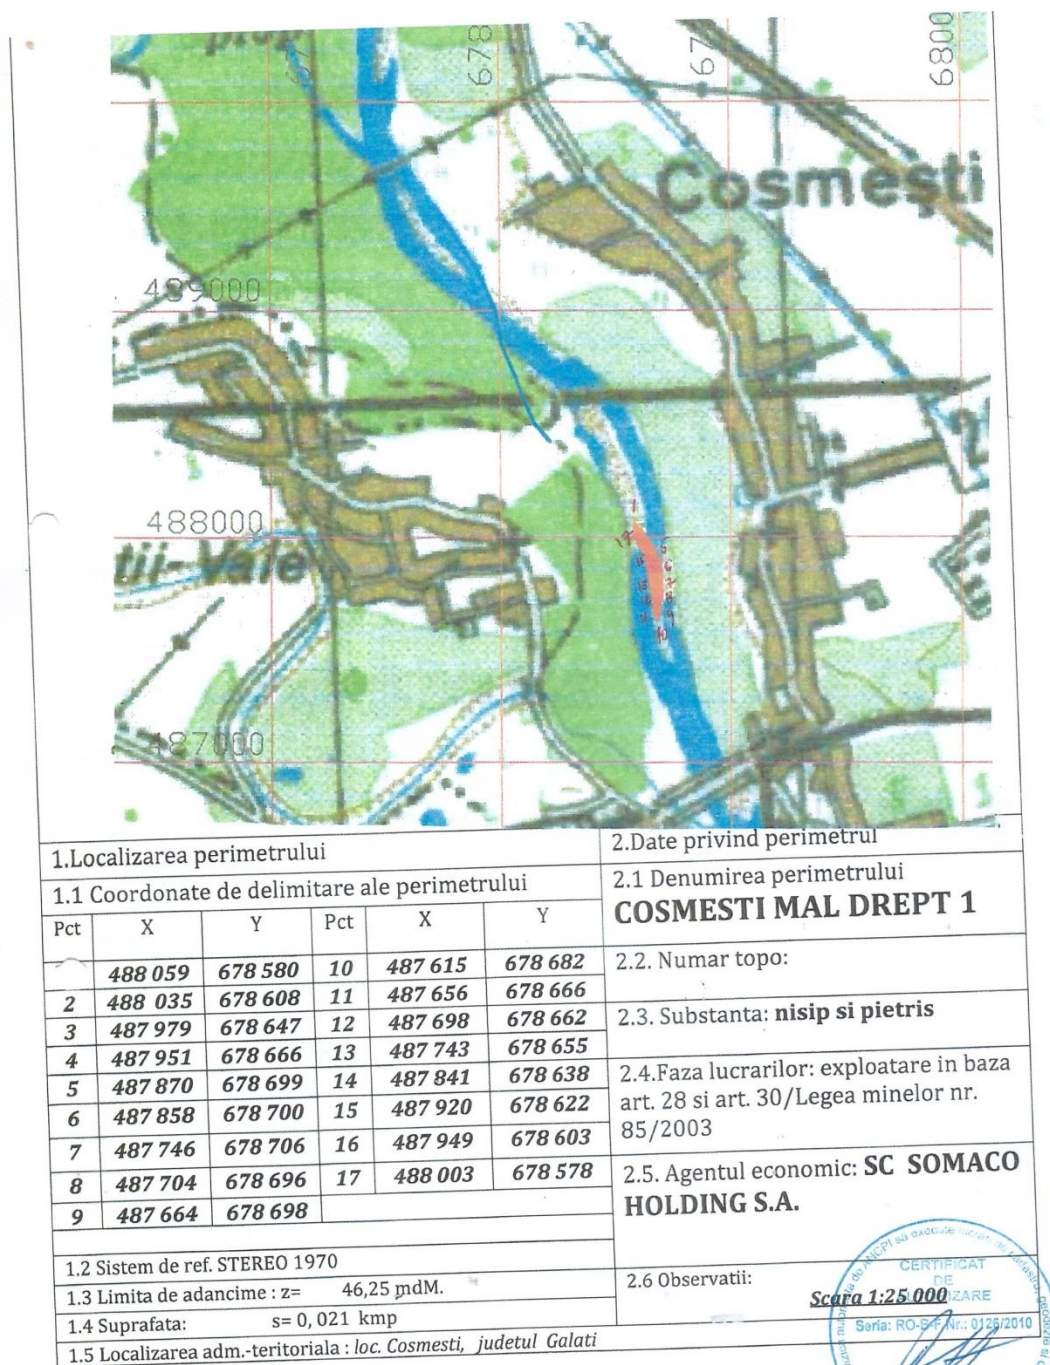 678
67
6800
Cosmești
489000
488000
tii-Vale
487000
1
17
10
1.Localizarea perimetrului
2.Date privind perimetrul
1.1 Coordonate de delimitare ale perimetrului
2.1 Denumirea perimetrului
COSMESTI MAL DREPT 1
Pct X Y Pct X Y
488 059 678 580 10 487 615 678 682
2 488 035 678 608 11 487 656 678 666
3 487 979 678 647 12 487 698 678 662
4 487 951 678 666 13 487 743 678 655
5 487 870 678 699 14 487 841 678 638
6 487 858 678 700 15 487 920 678 622
7 487 746 678 706 16 487 949 678 603
8 487 704 678 696 17 488 003 678 578
9 487 664 678 698
2.2. Numar topo:
2.3. Substanta: nisip si pietris
2.4.Faza lucrarilor: exploatare in baza
art. 28 si art. 30/Legea minelor nr.
85/2003
2.5. Agentul economic: SC SOMACO
HOLDING S.A.
1.2 Sistem de ref. STEREO 1970
1.3 Limita de adancime : z= 46,25 mdM.
1.4 Suprafata: s= 0, 021 kmp
1.5 Localizarea adm.-teritoriala : loc. Cosmesti, judetul Galati
2.6 Observatii:
Scara 1:25 000
CERTIFICAT
DE
Seria: RO-B-F Nr.: 0126/2010